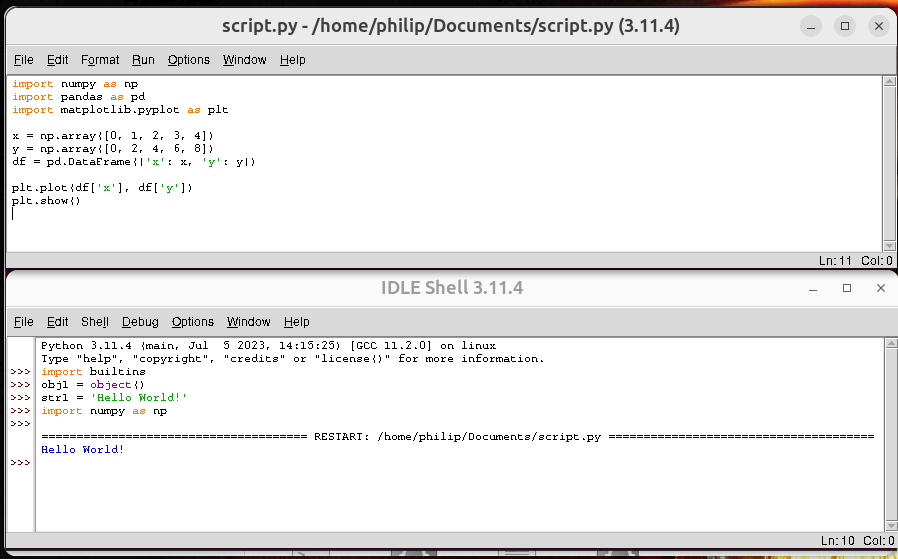 script.py - /home/philip/Documents/script.py (3.11.4)
File Edit Format Run Options Window Help
import numpy as np
import pandas as pd
import matplotlib.pyplot as plt
x = np.array([0, 1, 2, 3, 4])
y = np.array([0, 2, 4, 6, 8])
df = pd.DataFrame({'x': x, 'y': y})
plt.plot(df['x'], df['y'])
plt.show()
Ln: 11 Col: 0
IDLE Shell 3.11.4
File Edit Shell Debug Options Window Help
Python 3.11.4 (main, Jul  5 2023, 14:15:25) [GCC 11.2.0] on linux
Type "help", "copyright", "credits" or "license()" for more information.
>>> import builtins
>>> obj1 = object()
>>> str1 = 'Hello World!'
>>> import numpy as np
>>>
====================================== RESTART: /home/philip/Documents/script.py ======================================
Hello World!
>>>
Ln: 10 Col: 0